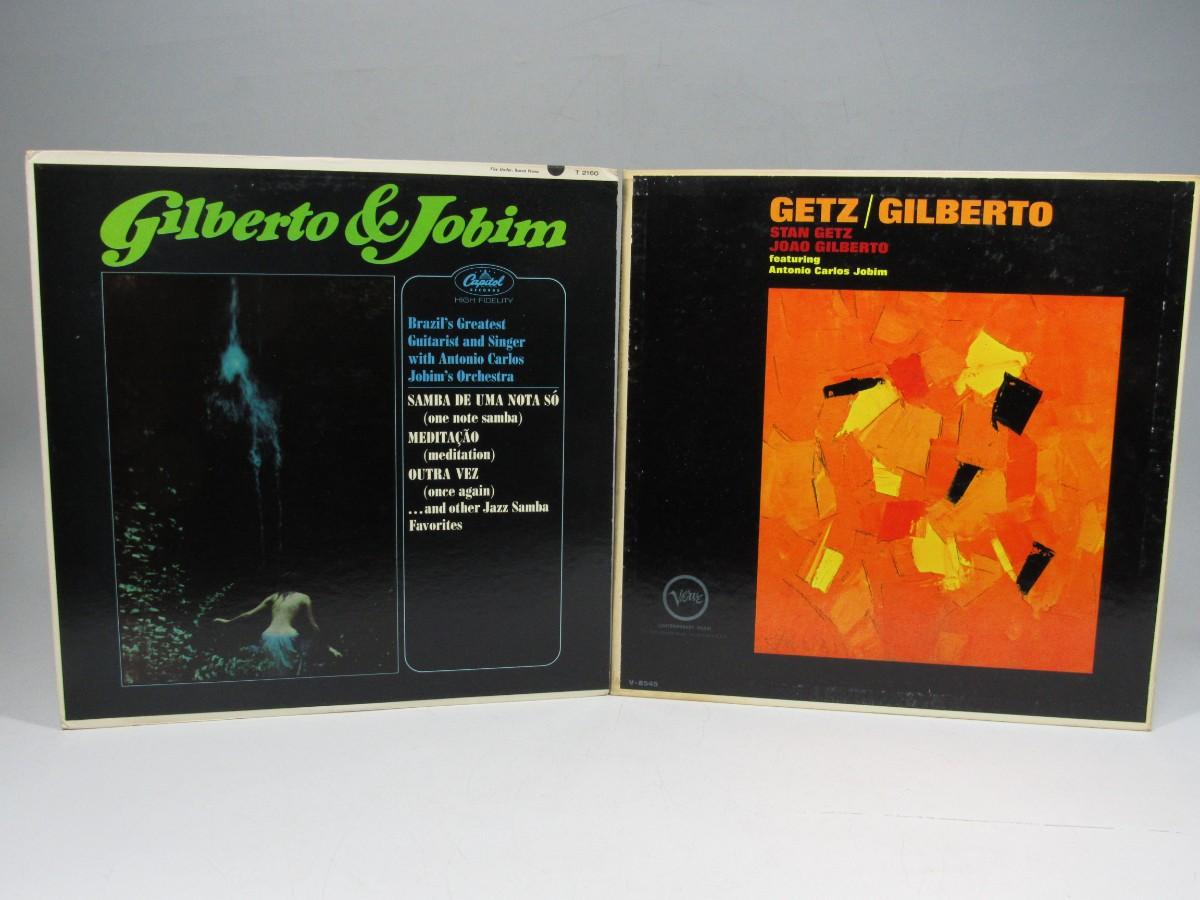 T 2160
Gilberto & Jobim
Capitol
RECORDS
HIGH FIDELITY
Brazil's Greatest
Guitarist and Singer
with Antonio Carlos
Jobim's Orchestra
SAMBA DE UMA NOTA SÓ
(one note samba)
MEDITAÇÃO
(meditation)
OUTRA VEZ
(once again)
...and other Jazz Samba
Favorites
GETZ / GILBERTO
STAN GETZ
JOAO GILBERTO
featuring
Antonio Carlos Jobim
Verve
V-8545